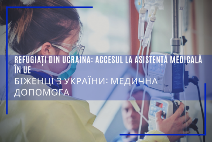 REFUGIAȚI DIN UCRAINA: ACCESUL LA ASISTENȚĂ MEDICALĂ
ÎN UE
БІЖЕНЦІ З УКРАЇНИ: МЕДИЧНА
ДОПОМОГА